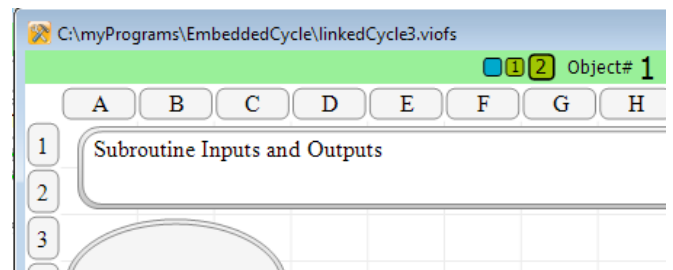 C:\myPrograms\EmbeddedCycle\linkedCycle3.viofs
1 2 Object# 1
A B C D E F G H
1 Subroutine Inputs and Outputs
2
3